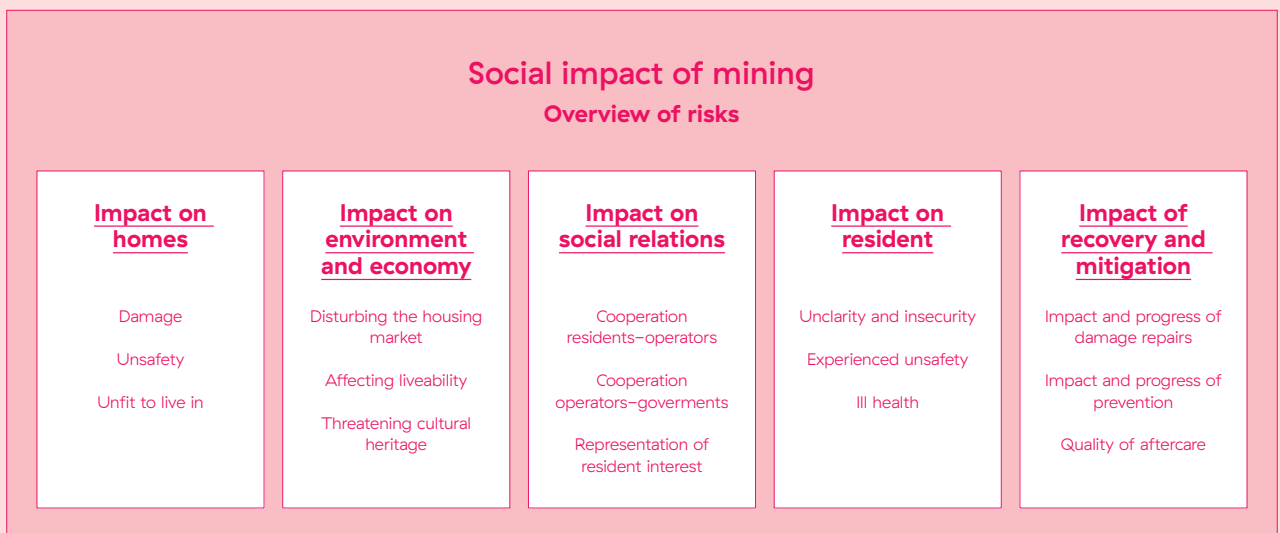 Social impact of mining
Overview of risks
Impact on
homes
Damage
Unsafety
Unfit to live in
Impact on
environment
and economy
Disturbing the housing
market
Affecting liveability
Threatening cultural
heritage
Impact on
social relations
Cooperation
residents–operators
Cooperation
operators–goverments
Representation of
resident interest
Impact on
resident
Unclarity and insecurity
Experienced unsafety
Ill health
Impact of
recovery and
mitigation
Impact and progress of
damage repairs
Impact and progress of
prevention
Quality of aftercare